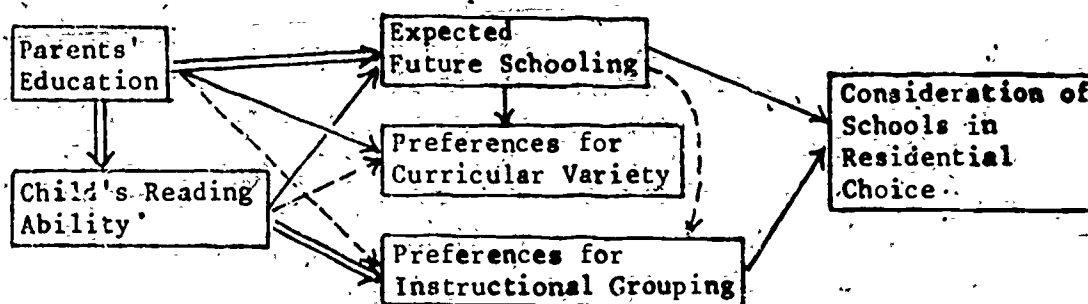 Parents'
Education
Child's Reading
Ability
Expected
Future Schooling
Preferences for
Curricular Variety
Preferences for
Instructional Grouping
Consideration of
Schools in
Residential
Choice